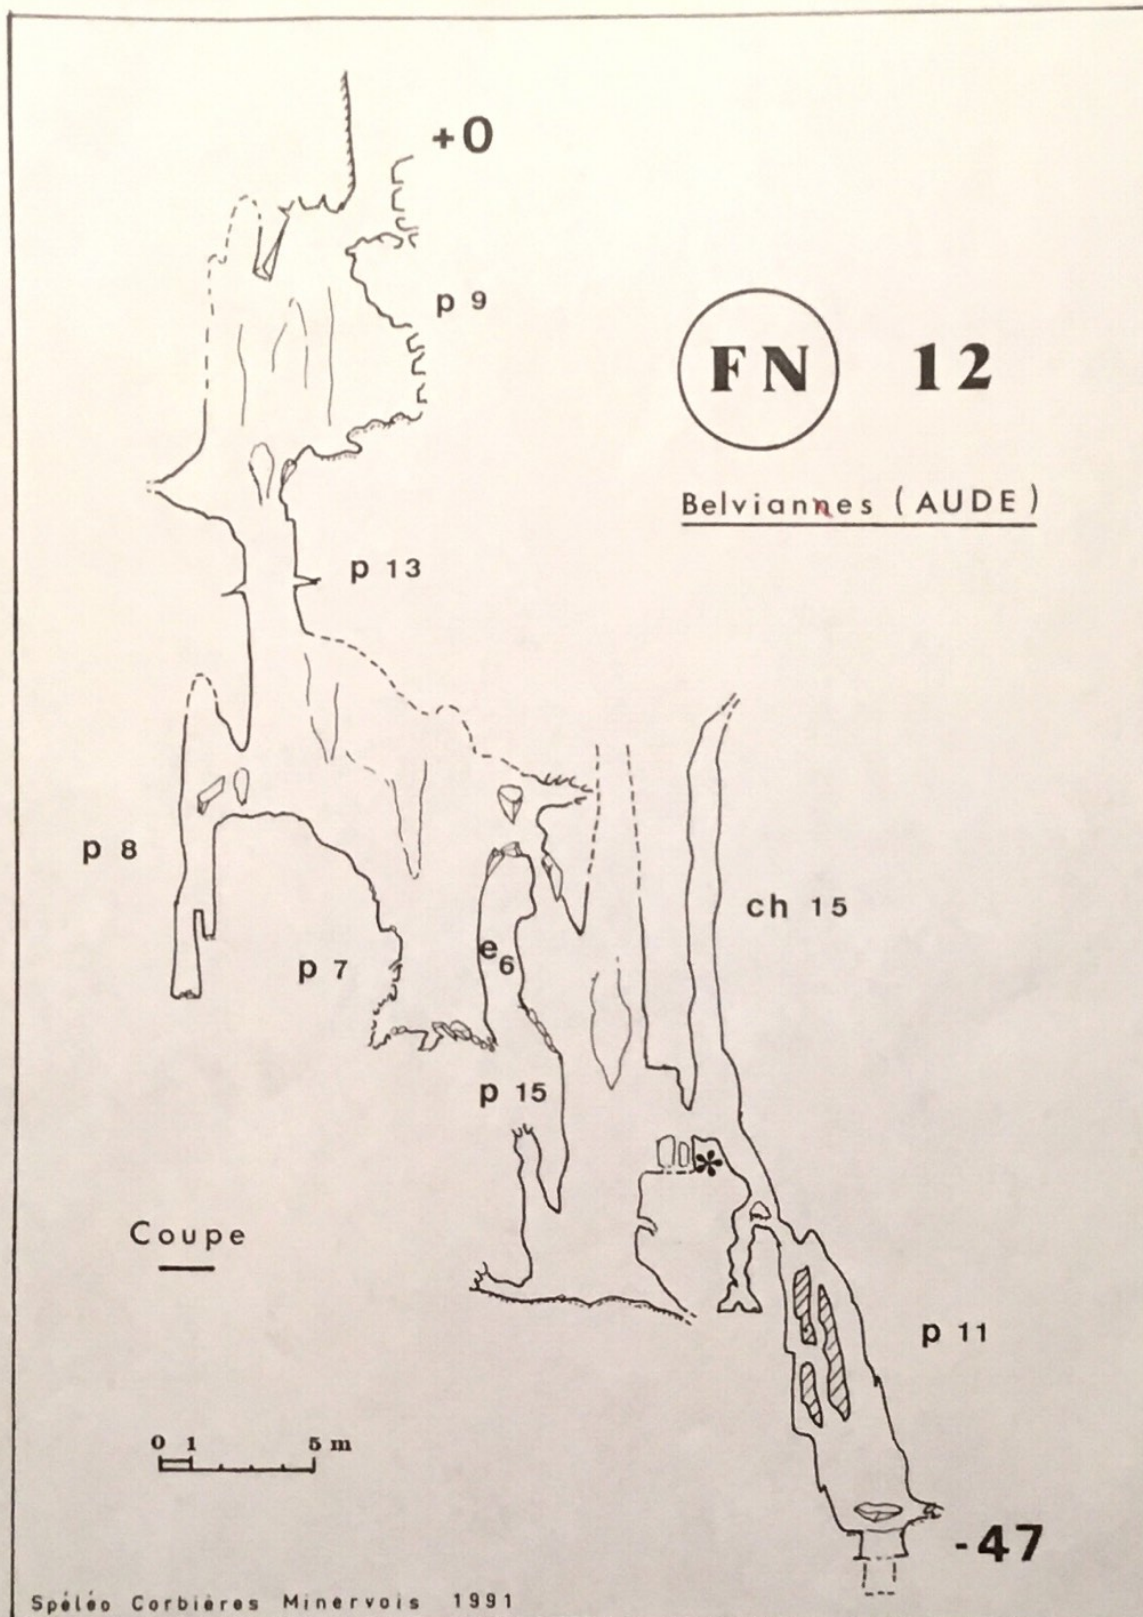 +0
p 9
FN 12
Belviannes (AUDE)
p 13
p 8
ch 15
e6
p 7
p 15
*
Coupe
p 11
0 1 5 m
-47
Spéléo Corbières Minervois 1991